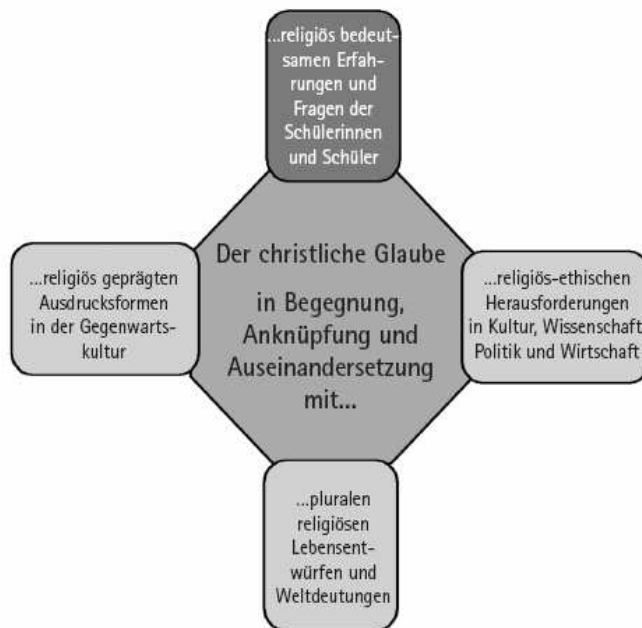 ...religiös bedeut-
samen Erfah-
rungen und
Fragen der
Schülerinnen
und Schüler
Der christliche Glaube
in Begegnung,
Anknüpfung und
Auseinandersetzung
mit...
...religiös geprägten
Ausdrucksformen
in der Gegenwarts-
kultur
...religiös-ethischen
Herausforderungen
in Kultur, Wissenschaft
Politik und Wirtschaft
...pluralen
religiösen
Lebensent-
würfen und
Weltdeutungen